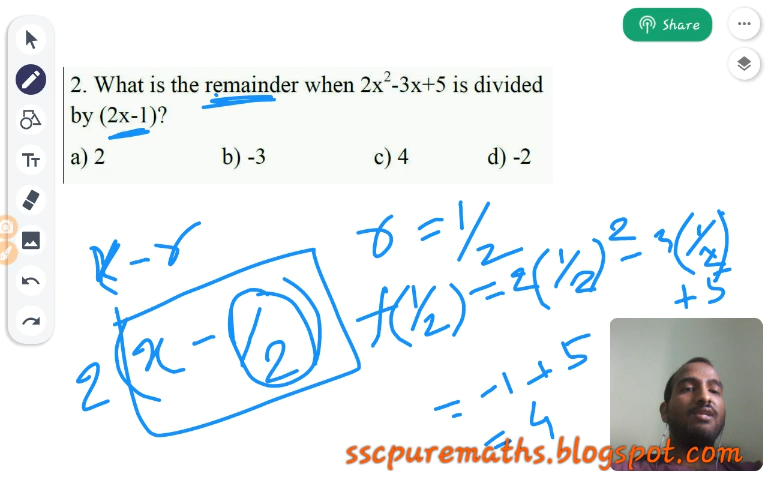 Share
2. What is the remainder when 2x²-3x+5 is divided
by (2x-1)?
a) 2 b) -3 c) 4 d) -2
x - r
r = 1/2
2(x - 1/2)
f(1/2) = 2(1/2)² - 3(1/2)
+ 5
= -1 + 5
= 4
Tт
sscpuremaths.blogspot.com